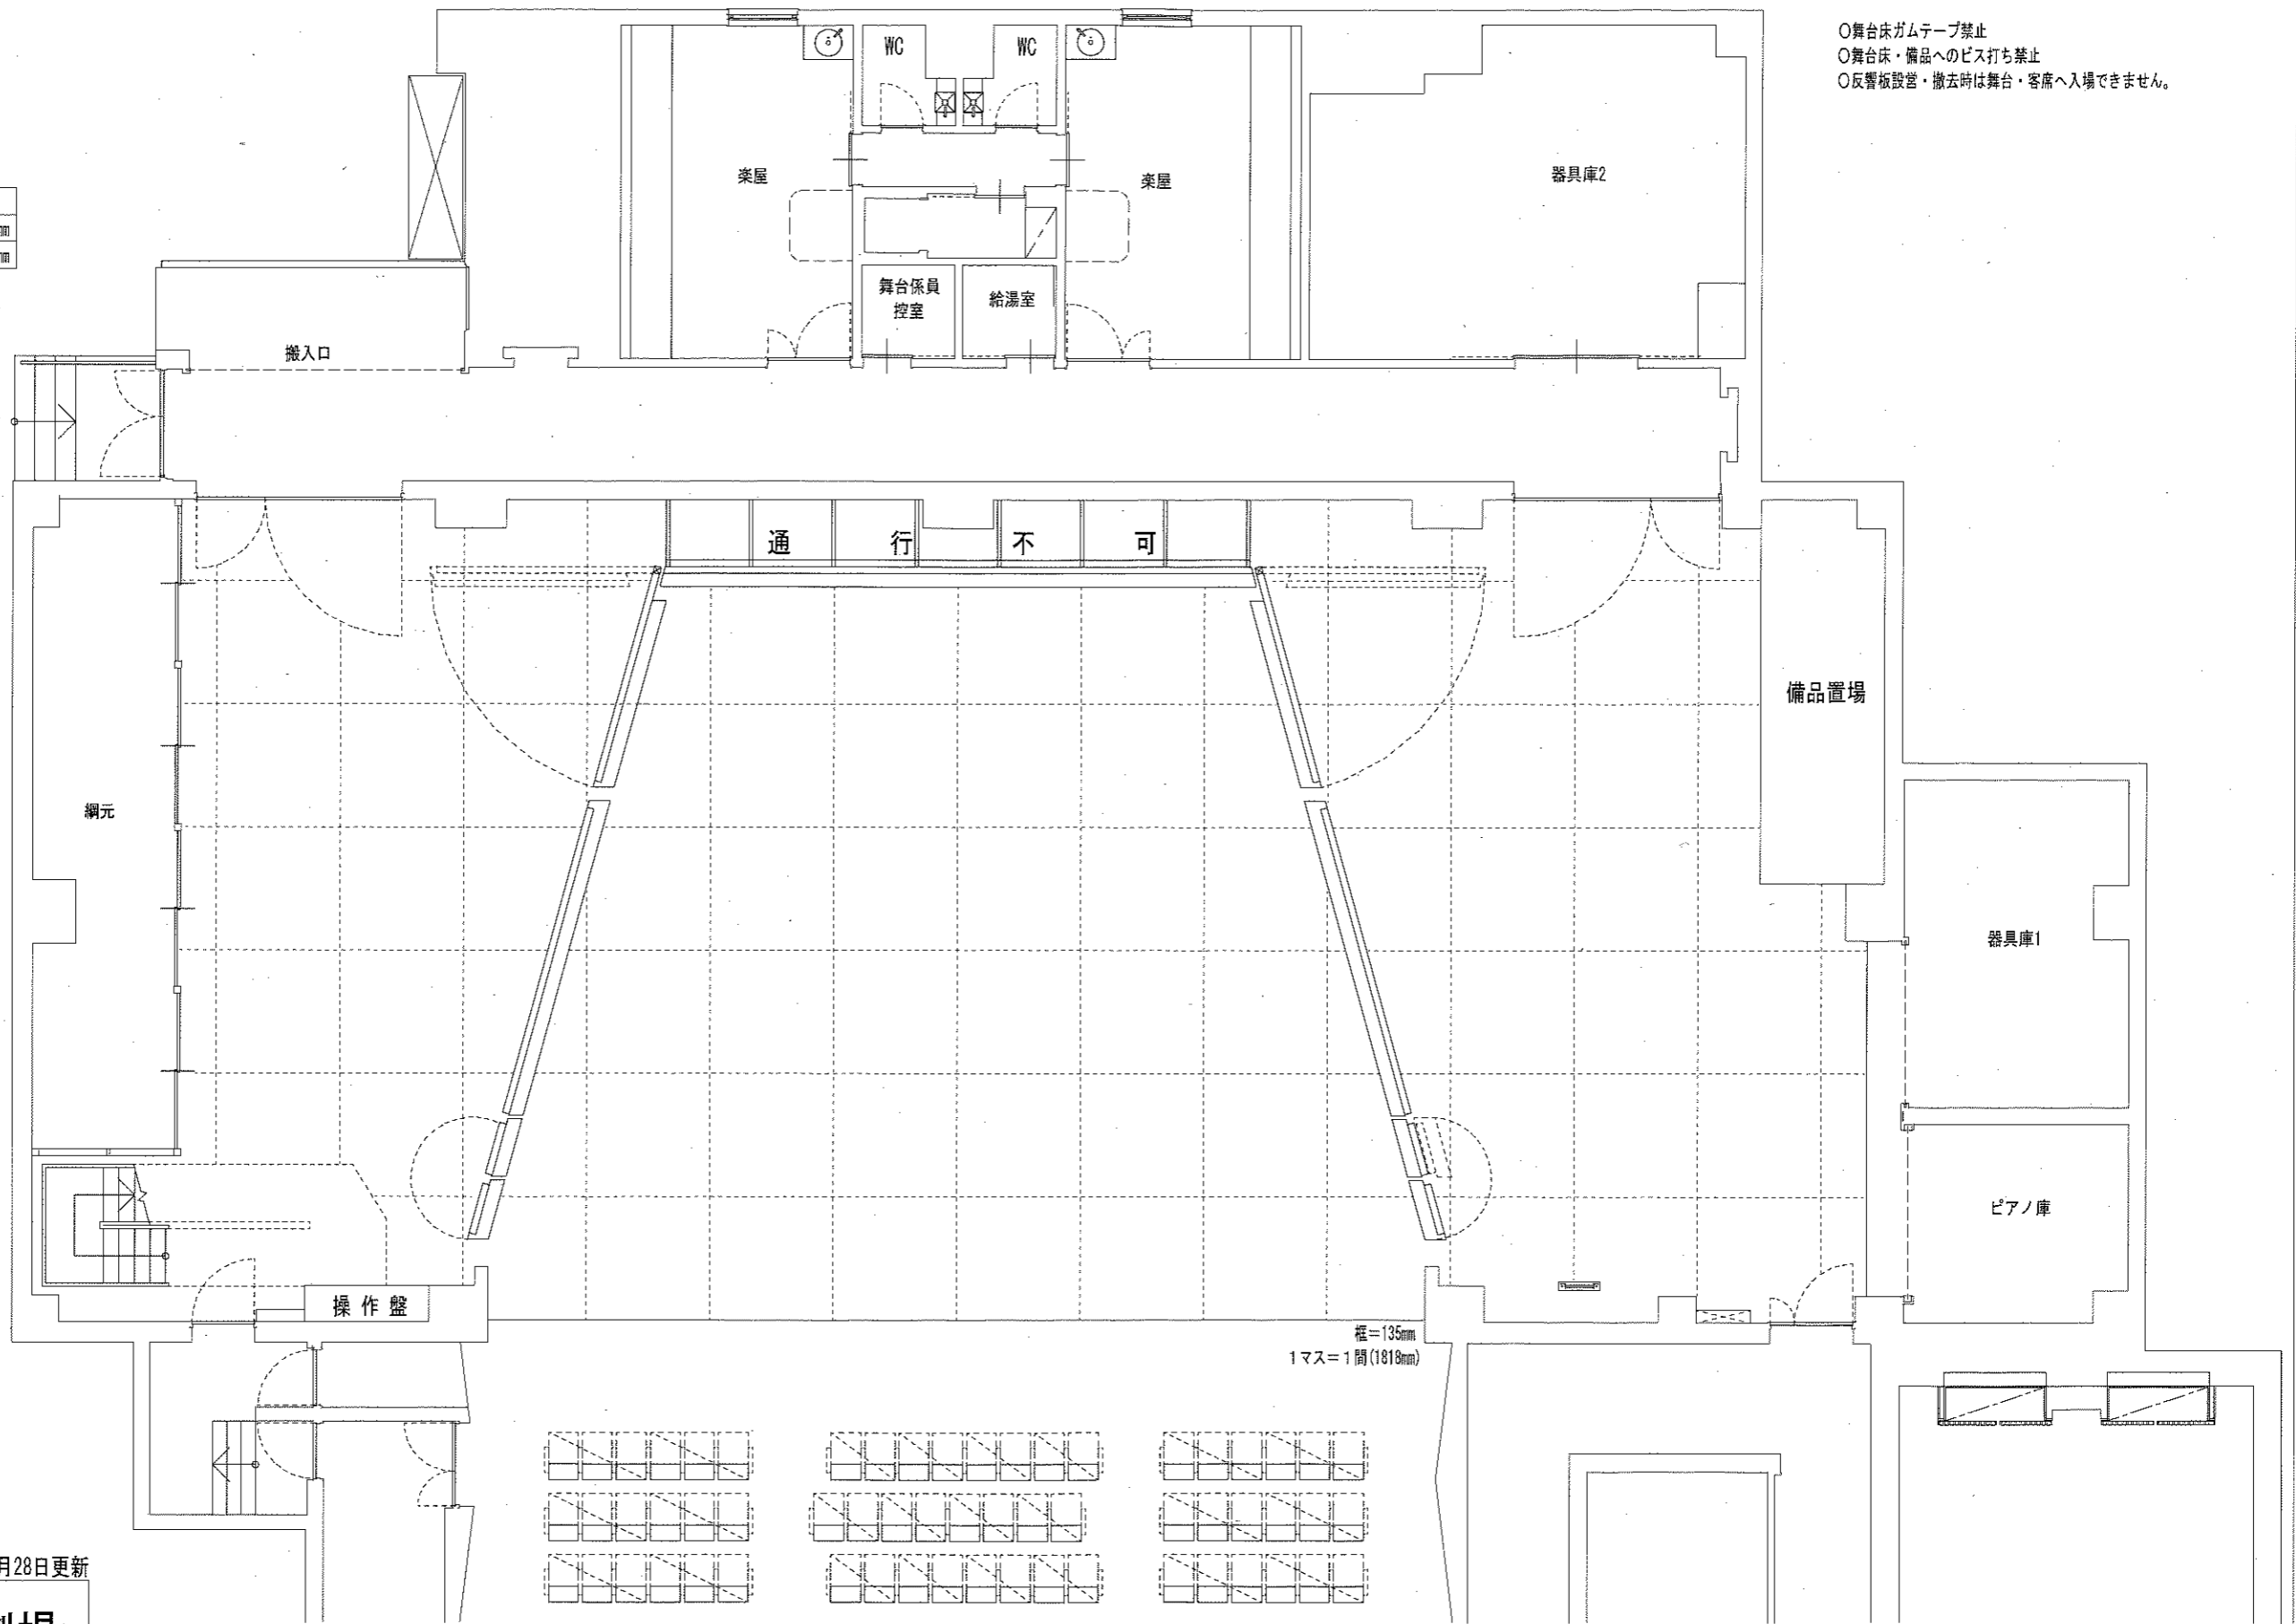 ○舞台床ガムテープ禁止
○舞台床・備品へのビス打ち禁止
○反響板設営・撤去時は舞台・客席へ入場できません。
WC
WC
楽屋
楽屋
器具庫2
間
間
舞台係員
控室
給湯室
搬入口
通行不可
備品置場
綱元
器具庫1
ピアノ庫
操作盤
框=135mm
1マス=1間(1818mm)
月28日更新